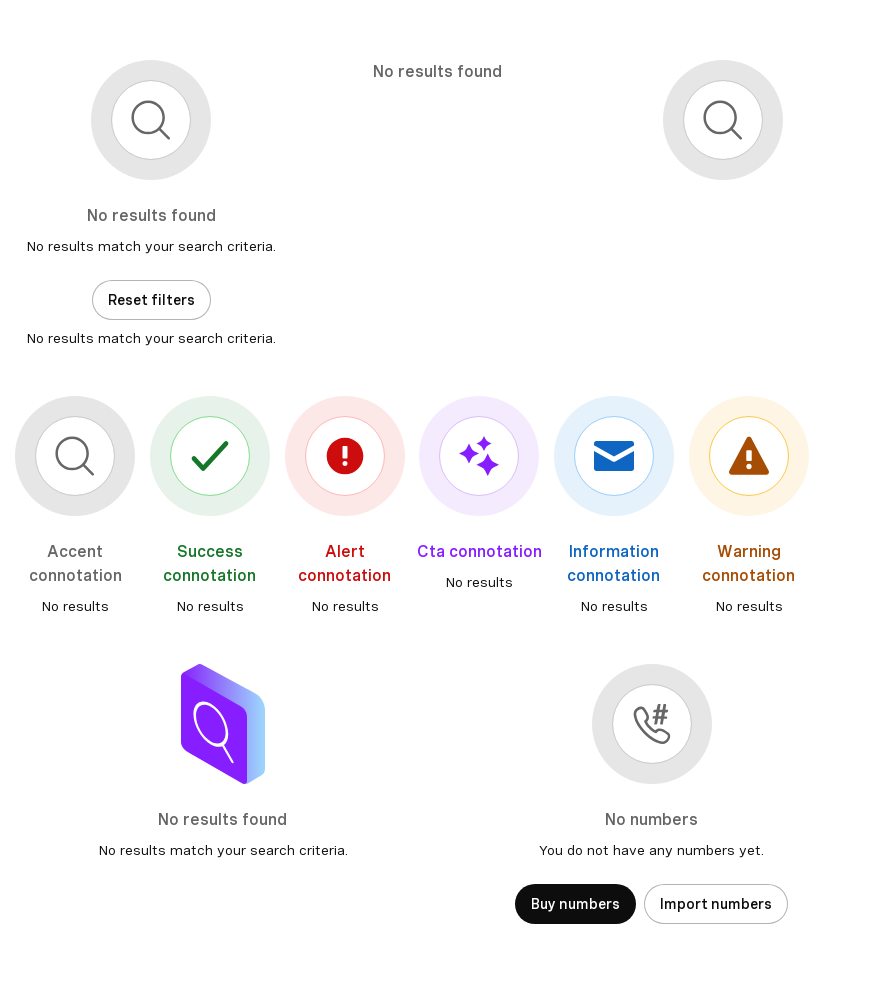 No results found
No results found
No results match your search criteria.
Reset filters
No results match your search criteria.
Accent
connotation
No results
Success
connotation
No results
Alert
connotation
No results
Cta connotation
No results
Information
connotation
No results
Warning
connotation
No results
No results found
No results match your search criteria.
#
No numbers
You do not have any numbers yet.
Buy numbers
Import numbers